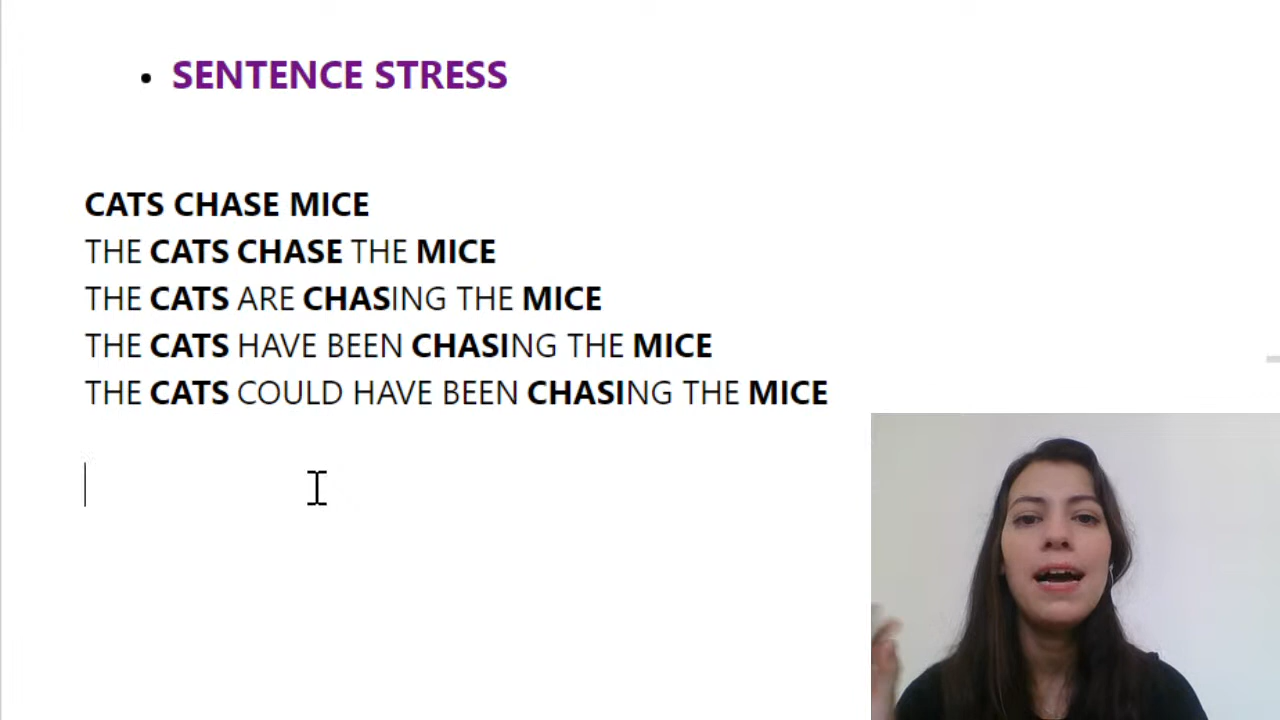 SENTENCE STRESS
CATS CHASE MICE
THE CATS CHASE THE MICE
THE CATS ARE CHASING THE MICE
THE CATS HAVE BEEN CHASING THE MICE
THE CATS COULD HAVE BEEN CHASING THE MICE